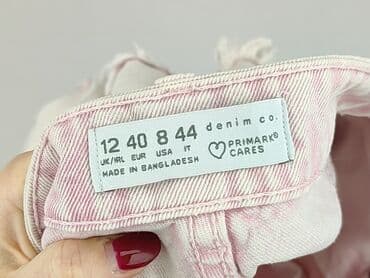 12 40 8 44 denim co.
UK/IRL EUR USA IT
MADE IN BANGLADESH
PRIMARK®
CARES